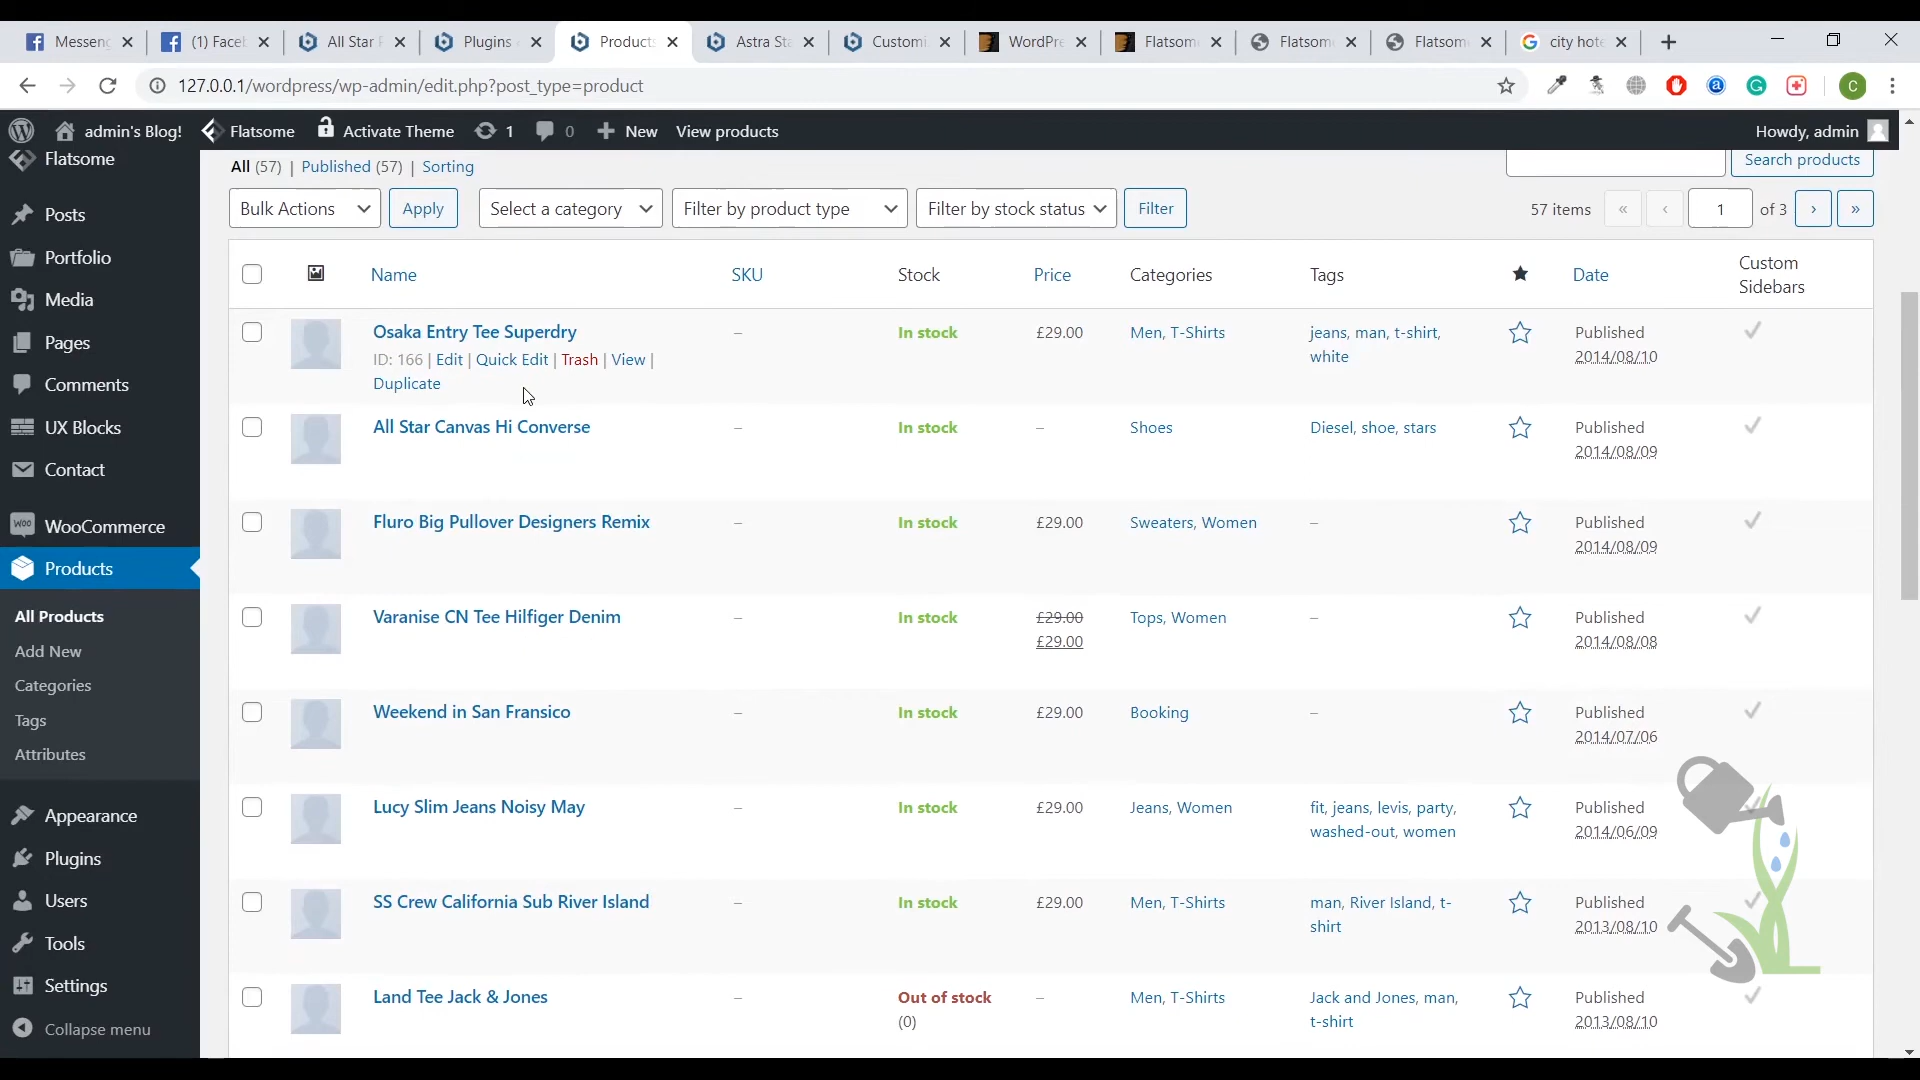 Messeng
(1) Face
All Star P
Plugins
Products
Astra Sta
Customi
WordPre
Flatsome
Flatsome
Flatsome
city hote
127.0.0.1/wordpress/wp-admin/edit.php?post_type=product
C
admin's Blog!
Flatsome
Activate Theme
1
0
New
View products
Howdy, admin
Flatsome
Posts
Portfolio
Media
Pages
Comments
UX Blocks
Contact
WooCommerce
Products
All Products
Add New
Categories
Tags
Attributes
Appearance
Plugins
Users
Tools
Settings
Collapse menu
All (57) | Published (57) | Sorting
Search products
Bulk Actions
Apply
Select a category
Filter by product type
Filter by stock status
Filter
57 items « ‹ 1 of 3 › »
Name SKU Stock Price Categories Tags Date Custom
Sidebars
Osaka Entry Tee Superdry – In stock £29.00 Men, T-Shirts jeans, man, t-shirt, Published
white 2014/08/10
ID: 166 | Edit | Quick Edit | Trash | View |
Duplicate
All Star Canvas Hi Converse – In stock – Shoes Diesel, shoe, stars Published
2014/08/09
Fluro Big Pullover Designers Remix – In stock £29.00 Sweaters, Women – Published
2014/08/09
Varanise CN Tee Hilfiger Denim – In stock £29.00 Tops, Women – Published
£29.00 2014/08/08
Weekend in San Fransico – In stock £29.00 Booking – Published
2014/07/06
Lucy Slim Jeans Noisy May – In stock £29.00 Jeans, Women fit, jeans, levis, party, Published
washed-out, women 2014/06/09
SS Crew California Sub River Island – In stock £29.00 Men, T-Shirts man, River Island, t- Published
shirt 2013/08/10
Land Tee Jack & Jones – Out of stock – Men, T-Shirts Jack and Jones, man, Published
(0) t-shirt 2013/08/10